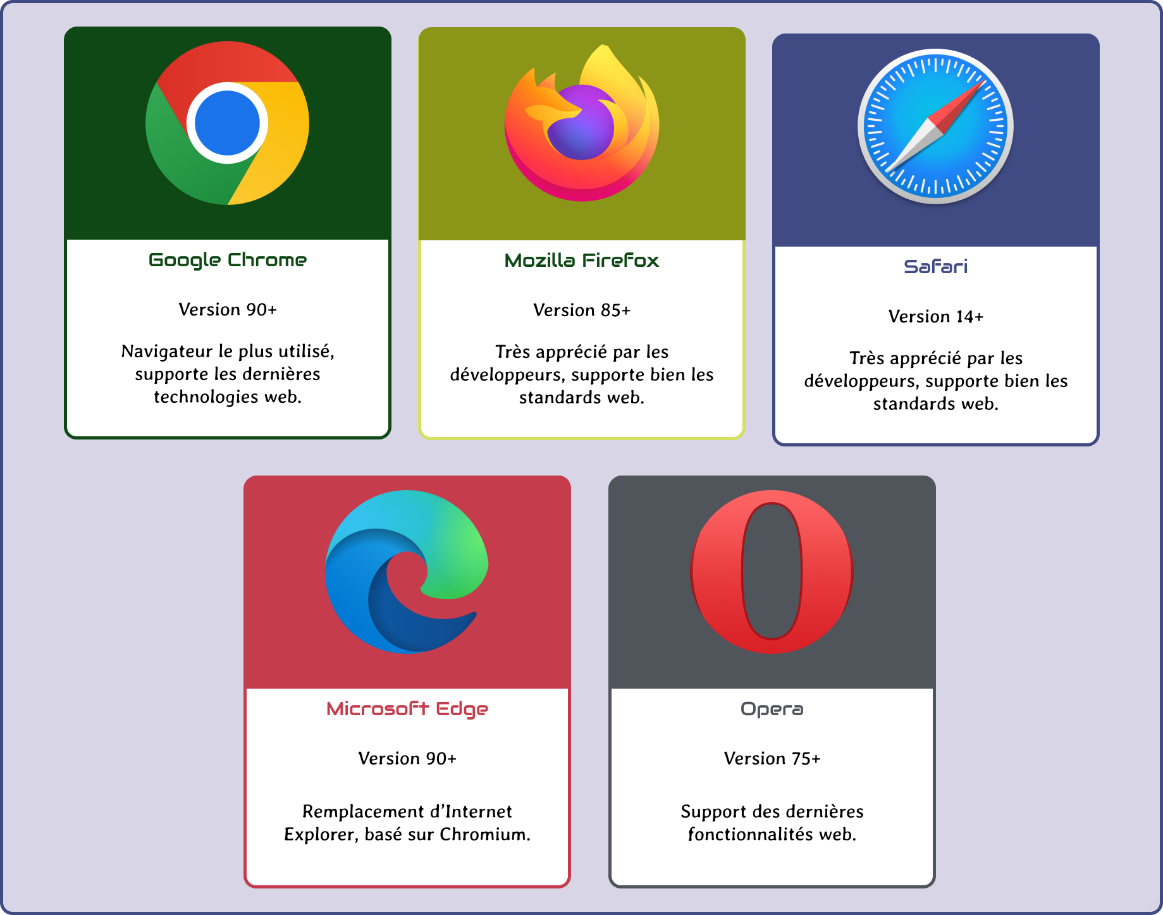 Google Chrome
Version 90+
Navigateur le plus utilisé,
supporte les dernières
technologies web.
Mozilla Firefox
Version 85+
Très apprécié par les
développeurs, supporte bien les
standards web.
Safari
Version 14+
Très apprécié par les
développeurs, supporte bien les
standards web.
Microsoft Edge
Version 90+
Remplacement d'Internet
Explorer, basé sur Chromium.
Opera
Version 75+
Support des dernières
fonctionnalités web.